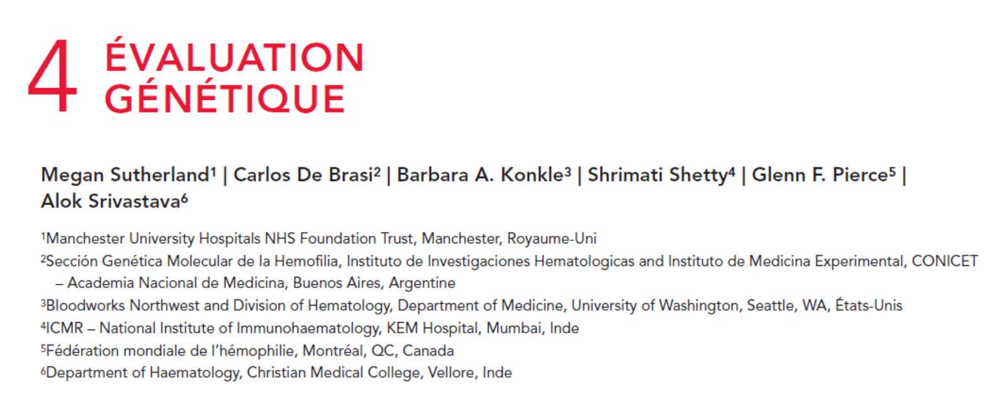 4 ÉVALUATION
GÉNÉTIQUE
Megan Sutherland¹ | Carlos De Brasi² | Barbara A. Konkle³ | Shrimati Shetty⁴ | Glenn F. Pierce⁵ |
Alok Srivastava⁶
¹Manchester University Hospitals NHS Foundation Trust, Manchester, Royaume-Uni
²Sección Genética Molecular de la Hemofilia, Instituto de Investigaciones Hematologicas and Instituto de Medicina Experimental, CONICET
– Academia Nacional de Medicina, Buenos Aires, Argentine
³Bloodworks Northwest and Division of Hematology, Department of Medicine, University of Washington, Seattle, WA, États-Unis
⁴ICMR – National Institute of Immunohaematology, KEM Hospital, Mumbai, Inde
⁵Fédération mondiale de l’hémophilie, Montréal, QC, Canada
⁶Department of Haematology, Christian Medical College, Vellore, Inde